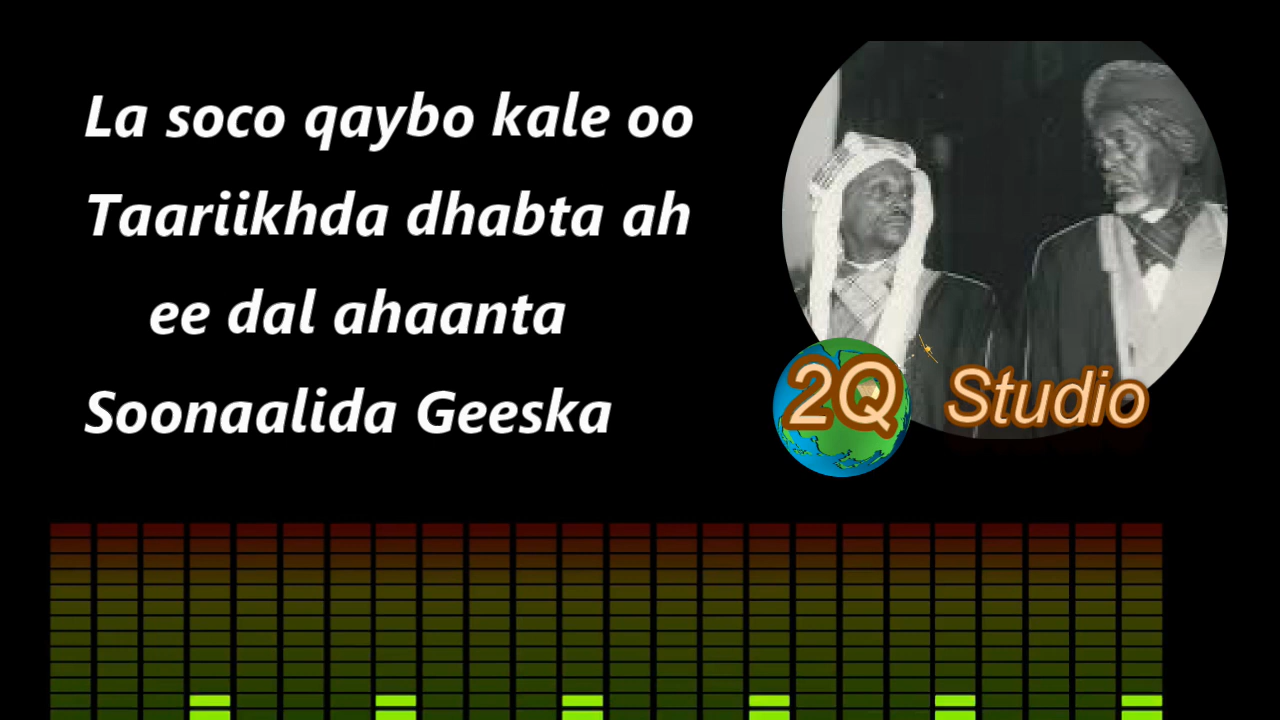 La soco qaybo kale oo
Taariikhda dhabta ah
ee dal ahaanta
Soonaalida Geeska
2Q Studio